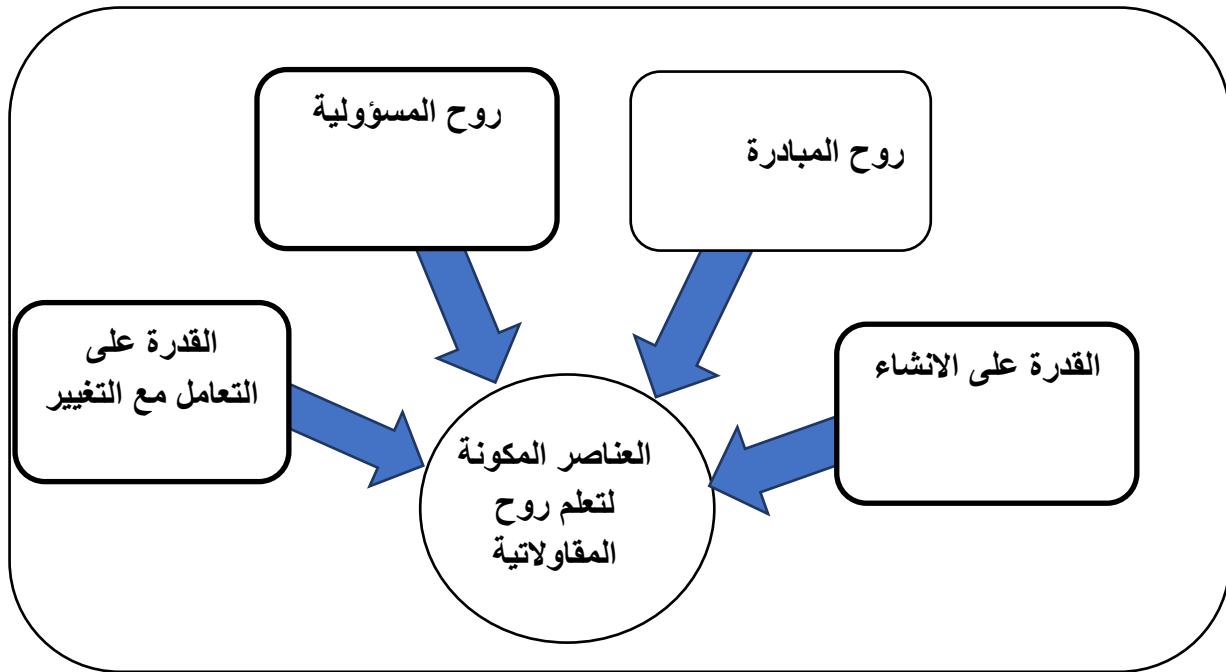 روح المبادرة
روح المسؤولية
القدرة على الانشاء
القدرة على
التعامل مع التغيير
العناصر المكونة
لتعلم روح
المقاولاتية